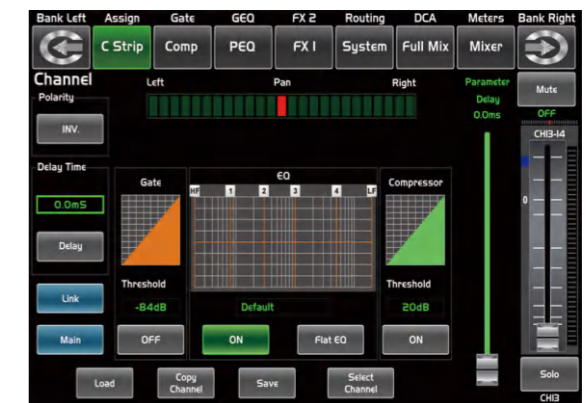 Bank Left Assign Gate GEQ FX 2 Routing DCA Meters Bank Right
C Strip Comp PEQ FX 1 System Full Mix Mixer
Channel
Left Pan Right
Parameter
Mute
Polarity
Delay
0.0ms
OFF
INV.
CH13-14
Delay Time
0.0mS
Delay
Gate
EQ
Compressor
HF 1 2 3 4 LF
0
Threshold
Threshold
-84dB
Default
20dB
Link
Main
OFF
ON
Flat EQ
ON
Load
Copy
Channel
Save
Select
Channel
Solo
CH13